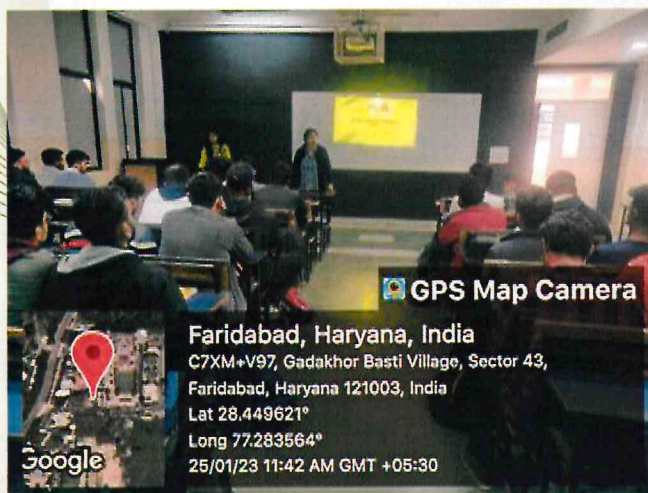 GPS Map Camera
Faridabad, Haryana, India
C7XM+V97, Gadakhor Basti Village, Sector 43,
Faridabad, Haryana 121003, India
Lat 28.449621°
Long 77.283564°
25/01/23 11:42 AM GMT +05:30
Google